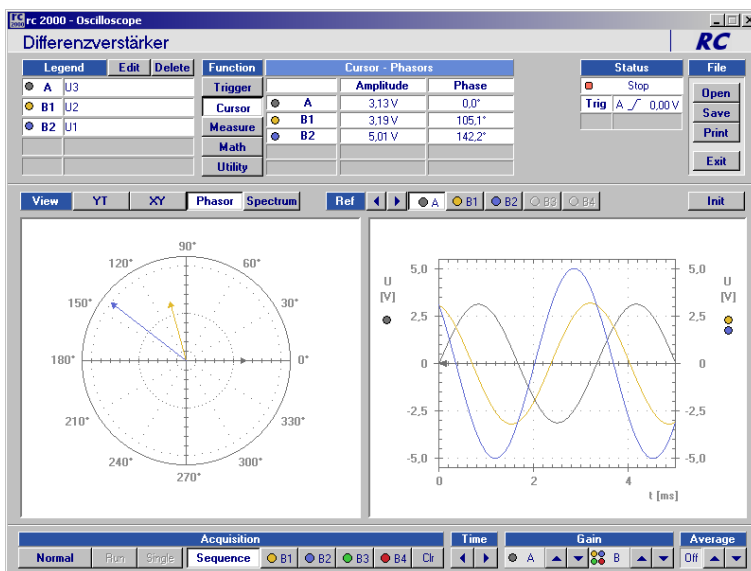 rc 2000 rc 2000 - Oscilloscope
Differenzverstärker RC
Legend Edit Delete Function Cursor - Phasors Status File
A U3 Trigger Amplitude Phase Stop Open
B1 U2 Cursor A 3,13 V 0,0° Trig A 0,00 V Save
B2 U1 Measure B1 3,19 V 105,1° Print
Math B2 5,01 V 142,2°
Utility Exit
View YT XY Phasor Spectrum Ref A B1 B2 B3 B4 Init
90°
120° 60°
150° 30°
180° 0°
210° 330°
240° 300°
270°
U [V] 5,0 5,0 U [V]
2,5 2,5
0 0
-2,5 -2,5
-5,0 -5,0
0 2 4
t [ms]
Acquisition Time Gain Average
Normal Run Single Sequence B1 B2 B3 B4 Clr A B Off